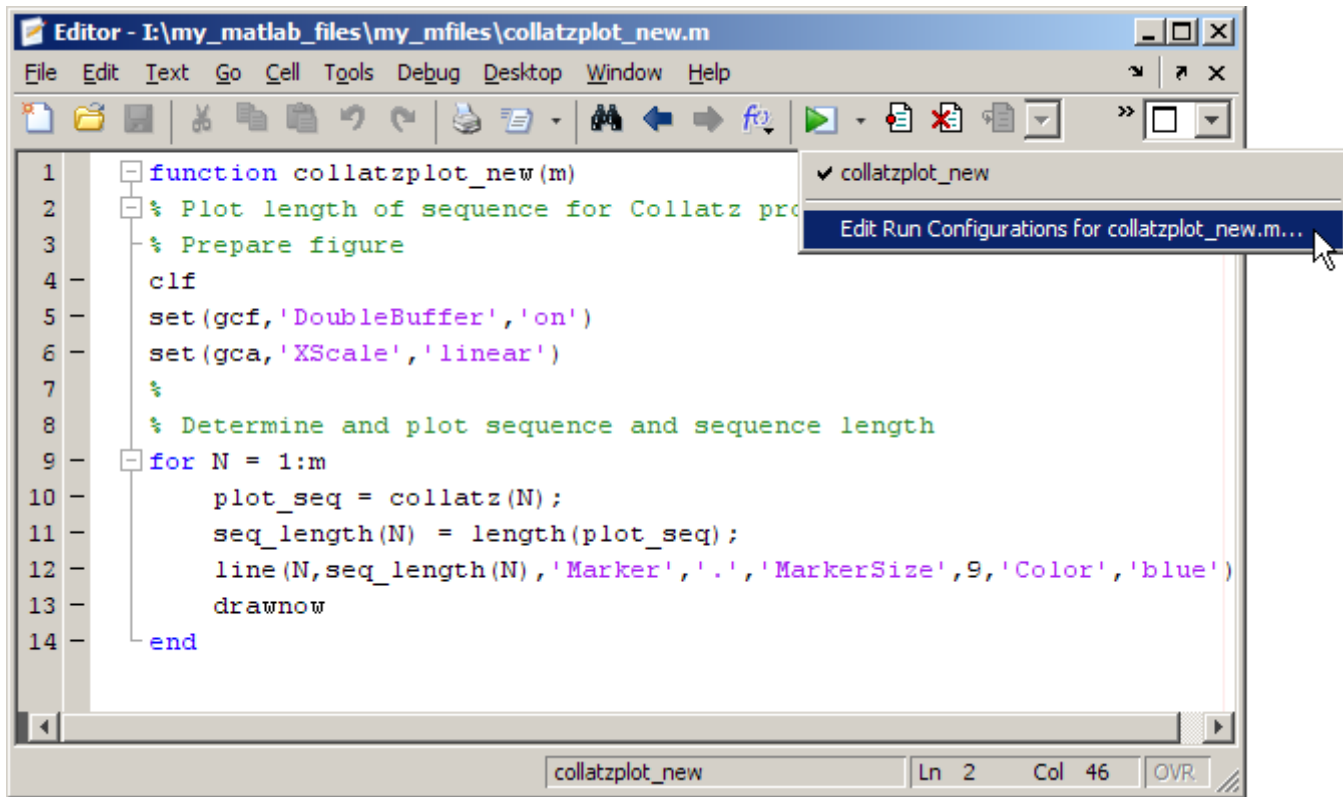 Editor - I:\my_matlab_files\my_mfiles\collatzplot_new.m
File Edit Text Go Cell Tools Debug Desktop Window Help
1 function collatzplot_new(m)
2 % Plot length of sequence for Collatz
3 % Prepare figure
4 clf
5 set(gcf,'DoubleBuffer','on')
6 set(gca,'XScale','linear')
7 %
8 % Determine and plot sequence and sequence length
9 for N = 1:m
10 plot_seq = collatz(N);
11 seq_length(N) = length(plot_seq);
12 line(N,seq_length(N),'Marker','.','MarkerSize',9,'Color','blue')
13 drawnow
14 end
collatzplot_new
Edit Run Configurations for collatzplot_new.m...
collatzplot_new Ln 2 Col 46 OVR